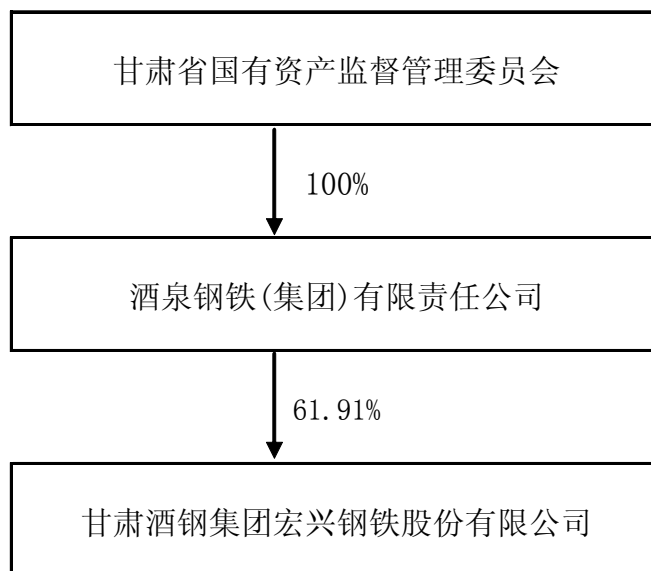 甘肃省国有资产监督管理委员会
100%
酒泉钢铁(集团)有限责任公司
61.91%
甘肃酒钢集团宏兴钢铁股份有限公司